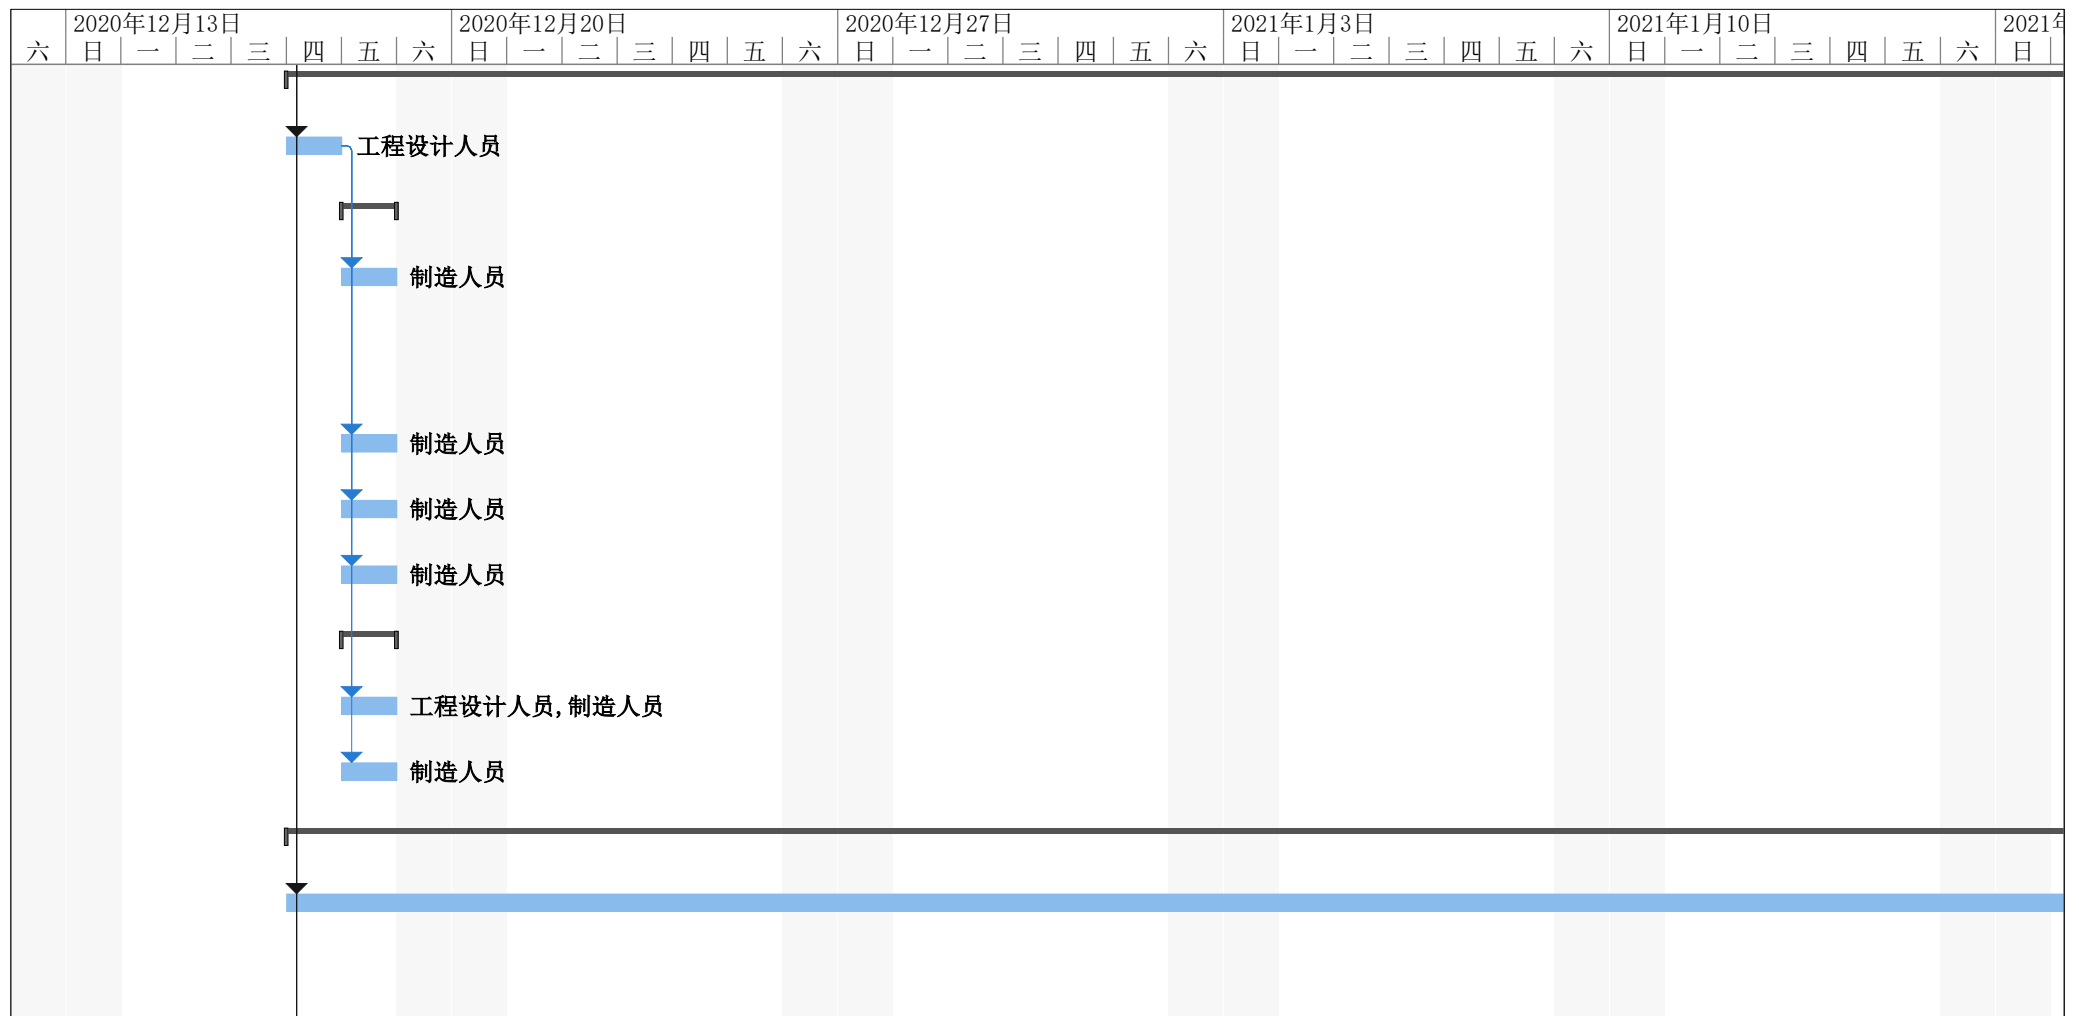 2020年12月13日 2020年12月20日 2020年12月27日 2021年1月3日 2021年1月10日 2021年
六 日 一 二 三 四 五 六 日 一 二 三 四 五 六 日 一 二 三 四 五 六 日 一 二 三 四 五 六 日 一 二 三 四 五 六 日
工程设计人员
制造人员
制造人员
制造人员
制造人员
工程设计人员,制造人员
制造人员